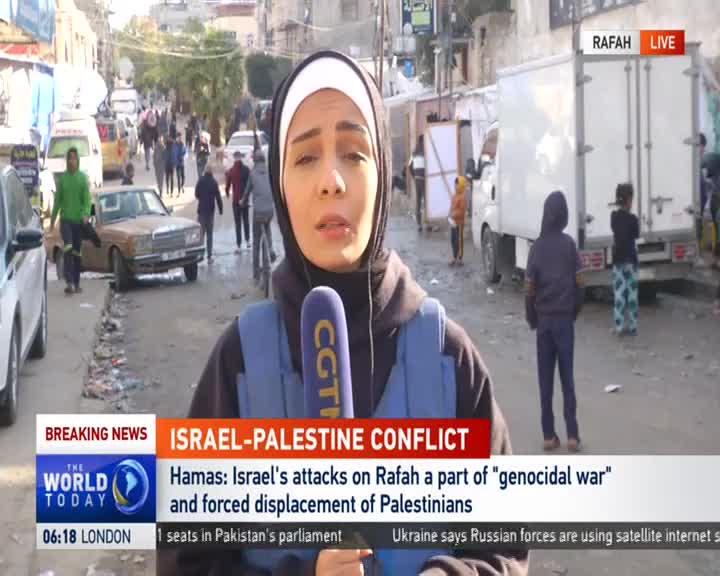 RAFAH LIVE
CGTN
BREAKING NEWS
ISRAEL-PALESTINE CONFLICT
THE
WORLD
TODAY
Hamas: Israel's attacks on Rafah a part of "genocidal war"
and forced displacement of Palestinians
06:18 LONDON
1 seats in Pakistan's parliament
Ukraine says Russian forces are using satellite internet s